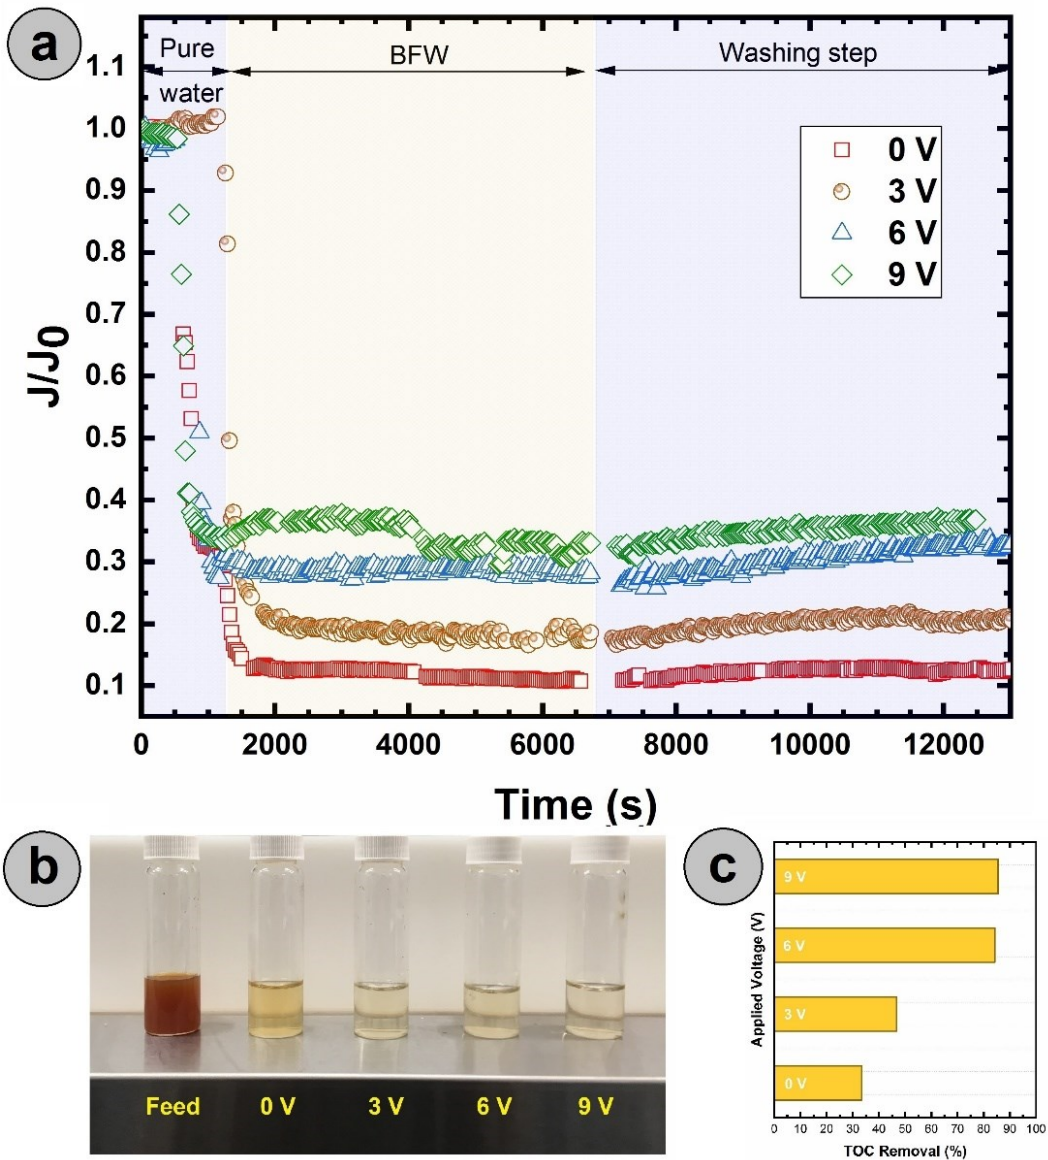 a
Pure
water
BFW
Washing step
0 V
3 V
6 V
9 V
J/J0
1.1
1.0
0.9
0.8
0.7
0.6
0.5
0.4
0.3
0.2
0.1
0 2000 4000 6000 8000 10000 12000
Time (s)
b
Feed 0 V 3 V 6 V 9 V
c
Applied Voltage (V)
9 V
6 V
3 V
0 V
0 10 20 30 40 50 60 70 80 90 100
TOC Removal (%)